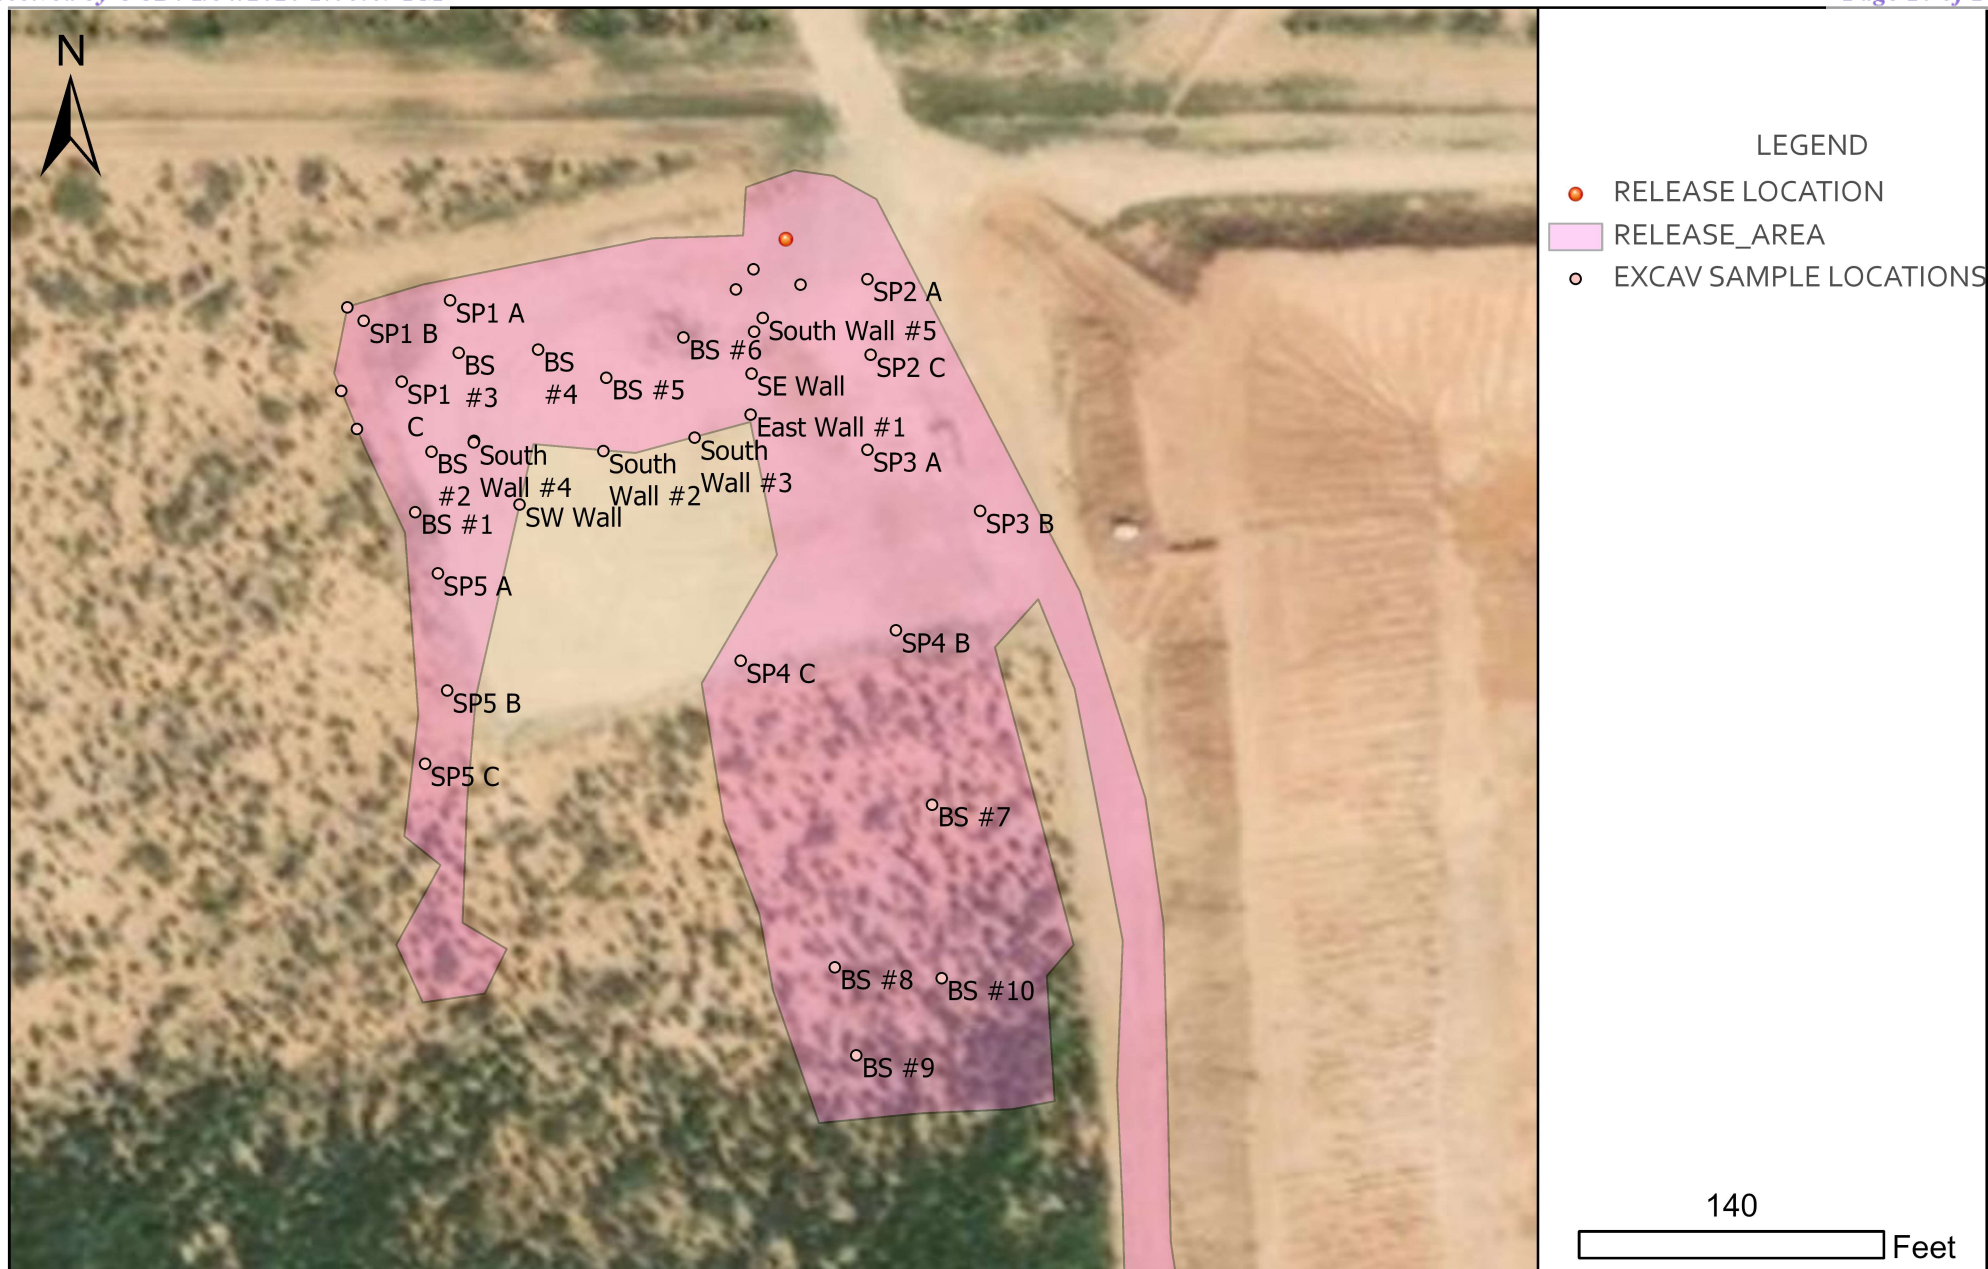 N
LEGEND
RELEASE LOCATION
RELEASE_AREA
EXCAV SAMPLE LOCATIONS
SP2 A
SP1 A
SP1 B
South Wall #5
BS #6
BS
#3
BS
#4
SP2 C
BS #5
SE Wall
SP1
C
East Wall #1
South
Wall #4
BS
#2
South
Wall #2
South
Wall #3
SP3 A
SW Wall
BS #1
SP3 B
SP5 A
SP4 B
SP4 C
SP5 B
SP5 C
BS #7
BS #8
BS #10
BS #9
140
Feet